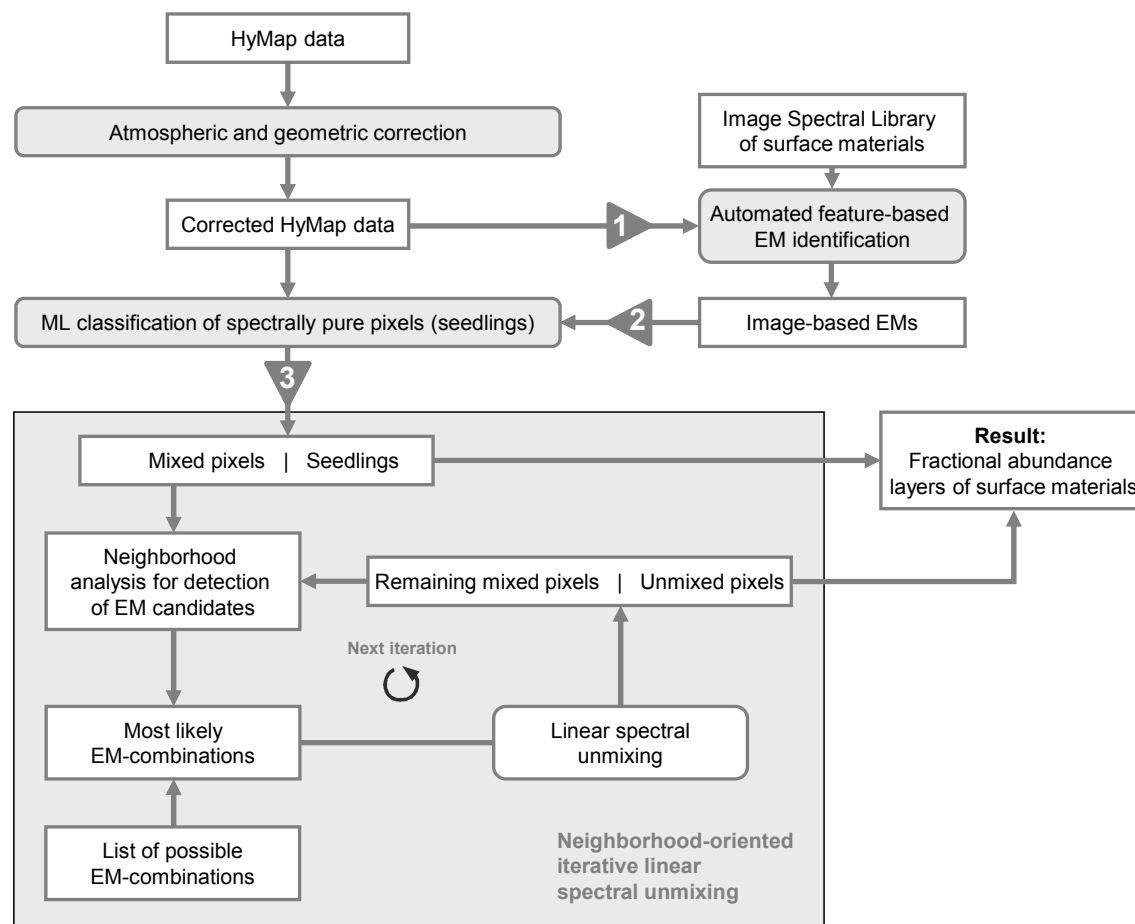 HyMap data
Atmospheric and geometric correction
Image Spectral Library
of surface materials
Corrected HyMap data
1
Automated feature-based
EM identification
ML classification of spectrally pure pixels (seedlings)
2
Image-based EMs
3
Mixed pixels | Seedlings
Result:
Fractional abundance
layers of surface materials
Neighborhood
analysis for detection
of EM candidates
Remaining mixed pixels | Unmixed pixels
Next iteration
Most likely
EM-combinations
Linear spectral
unmixing
List of possible
EM-combinations
Neighborhood-oriented
iterative linear
spectral unmixing